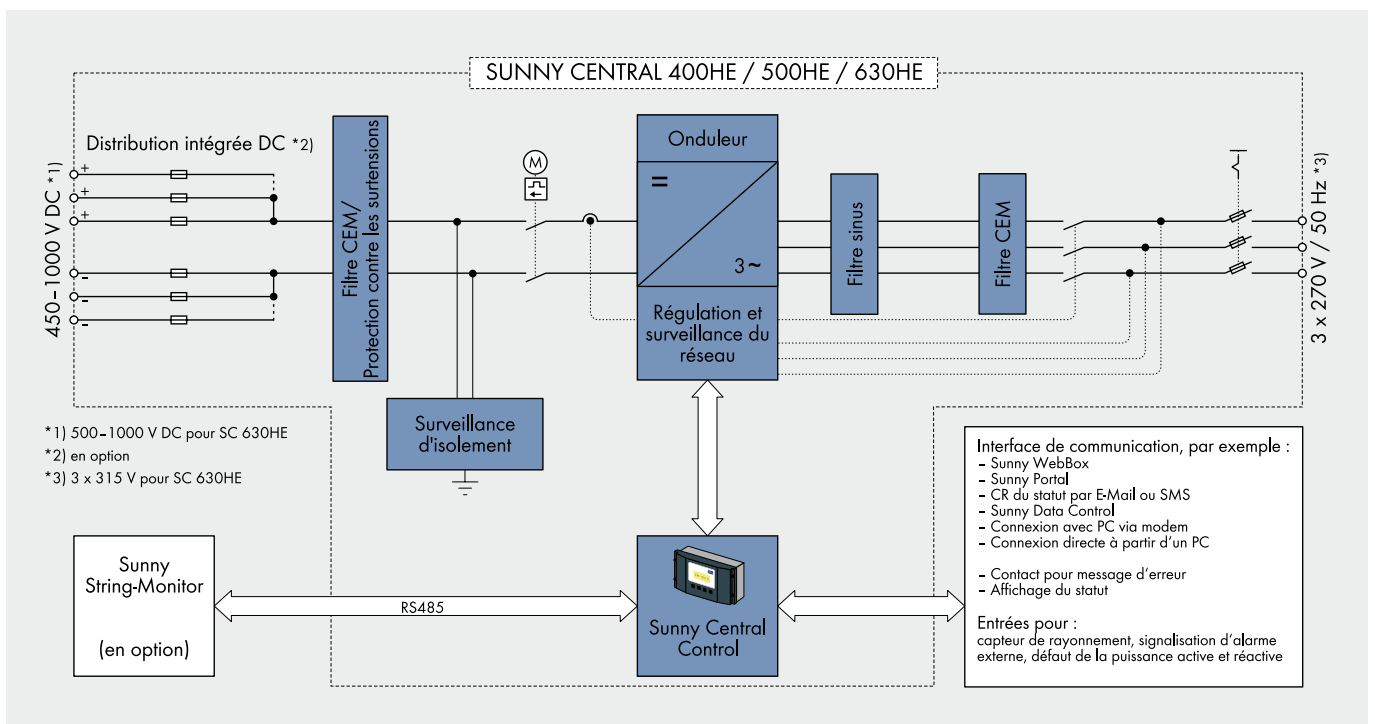 SUNNY CENTRAL 400HE / 500HE / 630HE
Distribution intégrée DC *2)
450–1000 V DC *1)
+
+
+
–
–
–
Filtre CEM/
Protection contre les surtensions
M
Onduleur
=
3~
Régulation et
surveillance du
réseau
Filtre sinus
Filtre CEM
3 x 270 V / 50 Hz *3)
Surveillance
d'isolement
*1) 500–1000 V DC pour SC 630HE
*2) en option
*3) 3 x 315 V pour SC 630HE
Sunny
String-Monitor
(en option)
RS485
Sunny Central
Control
Interface de communication, par exemple :
– Sunny WebBox
– Sunny Portal
– CR du statut par E-Mail ou SMS
– Sunny Data Control
– Connexion avec PC via modem
– Connexion directe à partir d'un PC
– Contact pour message d'erreur
– Affichage du statut
Entrées pour :
capteur de rayonnement, signalisation d'alarme
externe, défaut de la puissance active et réactive